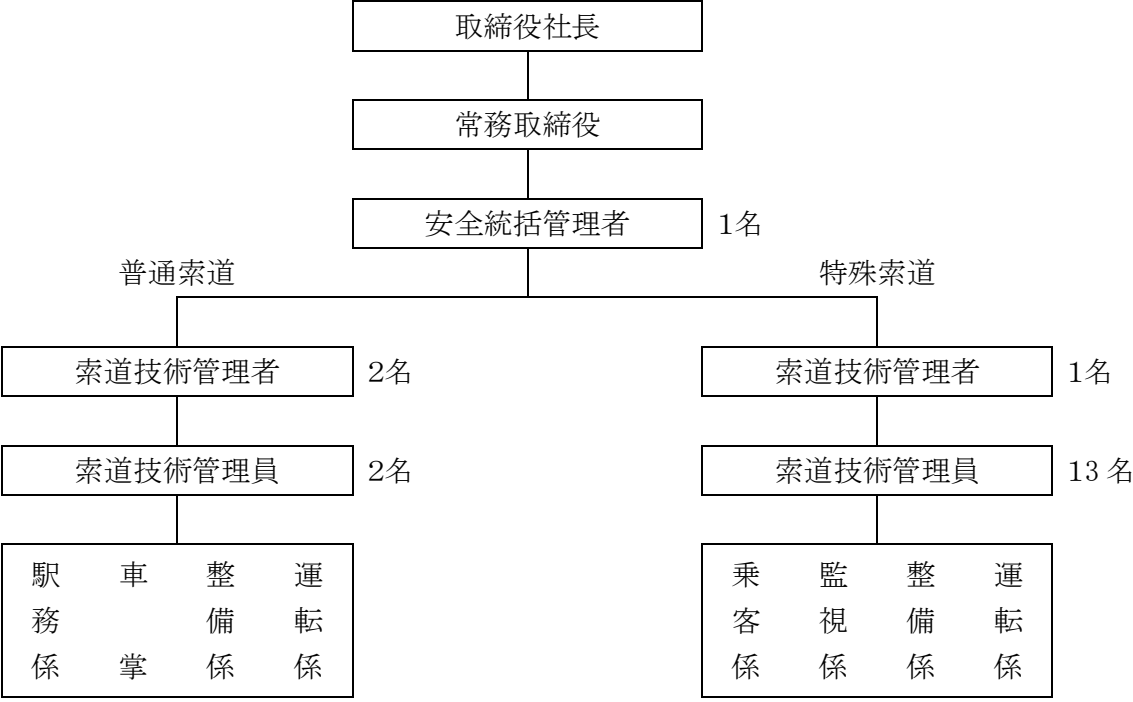 取締役社長
常務取締役
安全統括管理者 1名
普通索道 特殊索道
索道技術管理者 2名 索道技術管理者 1名
索道技術管理員 2名 索道技術管理員 13名
駅務係 車掌 整備係 運転係
乗客係 監視係 整備係 運転係